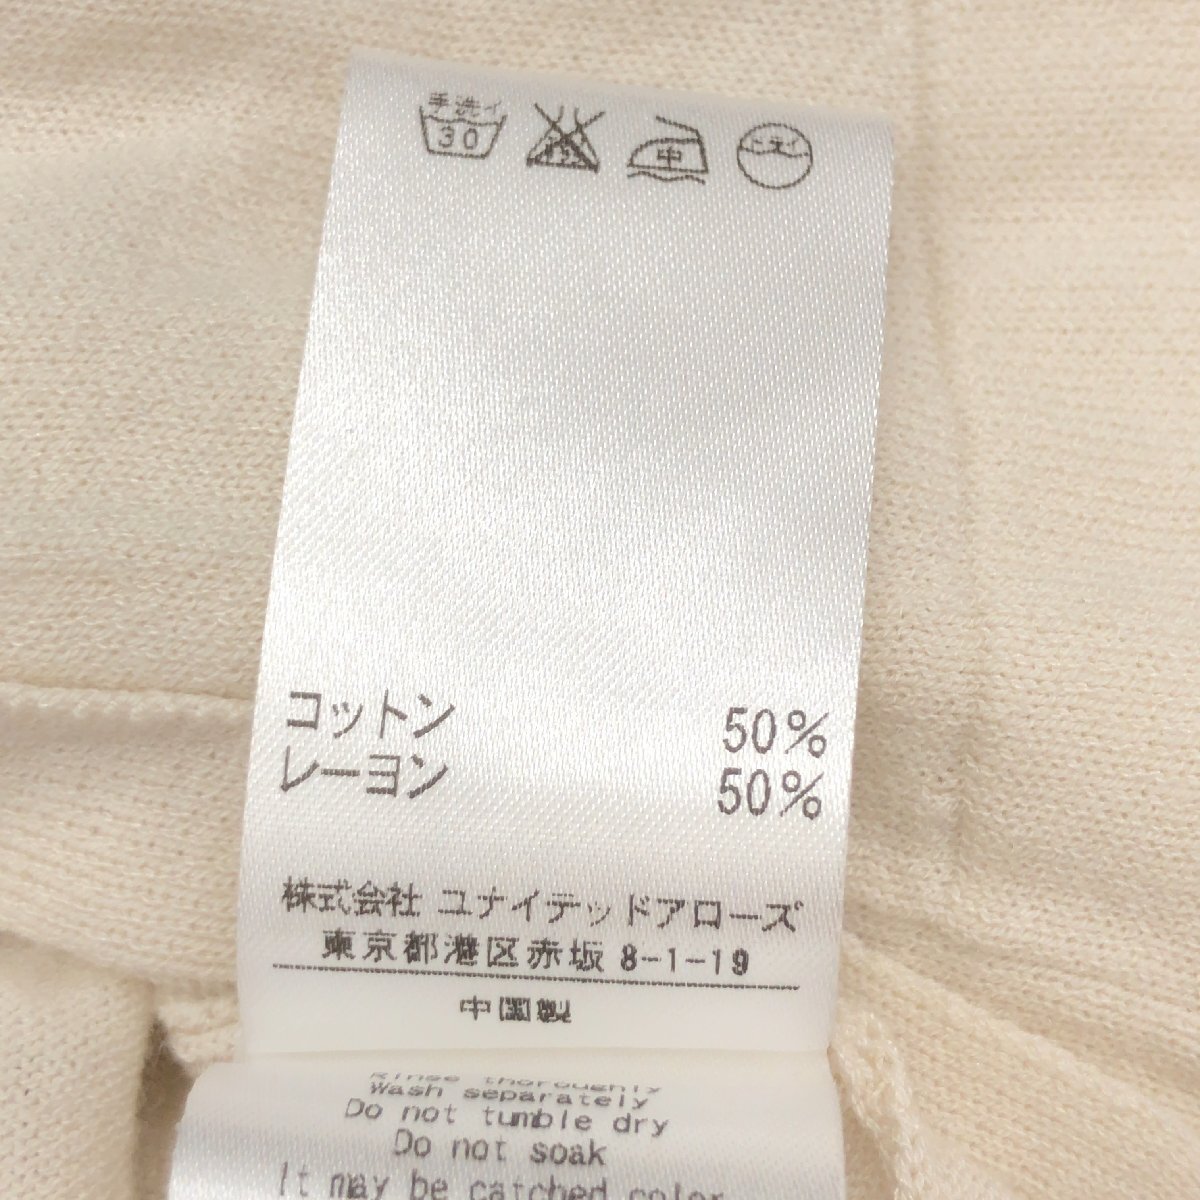 手洗イ
30
中
ドライ
コットン 50%
レーヨン 50%
株式会社 ユナイテッドアローズ
東京都港区赤坂 8-1-19
中国製
Rinse thoroughly
Wash separately
Do not tumble dry
Do not soak
It may be catched color